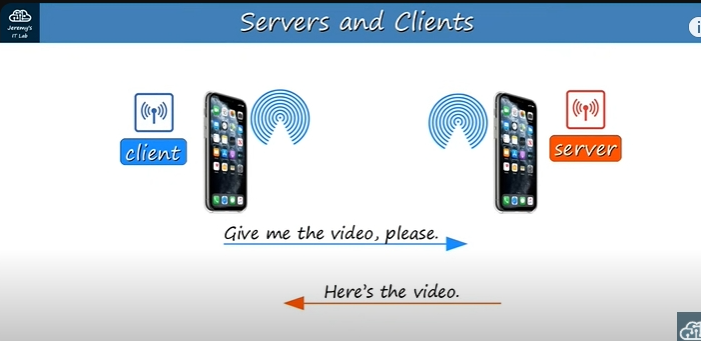 Jeremy's
IT Lab
Servers and Clients
client
server
Give me the video, please.
Here's the video.